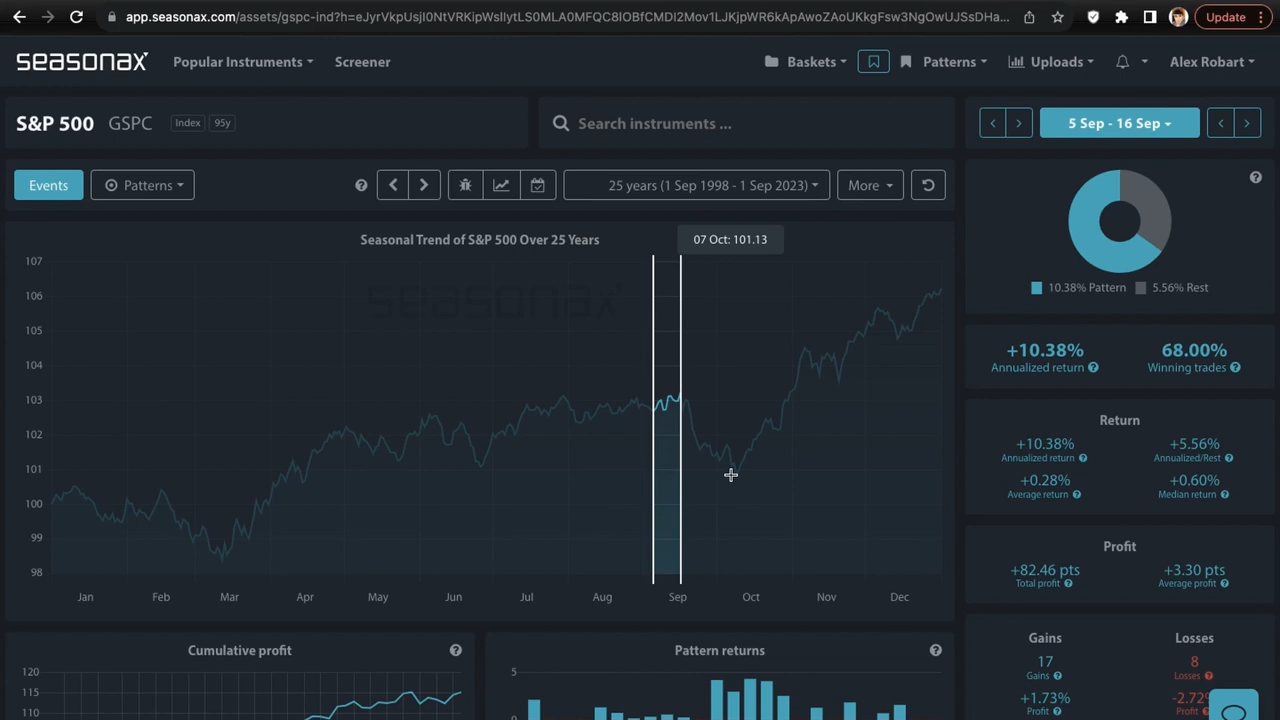 app.seasonax.com/assets/gspc-ind?h=eJyrVkpUsjI0NtVRKipWsIiytLS0MLA0MFQC8IOBfCMDI2Mov1LJKjpWR6kApAwoZAoUKkgFsw3NgOwUJSsDHa...
Update
seasonax
Popular Instruments
Screener
Baskets
Patterns
Uploads
Alex Robart
S&P 500 GSPC Index 95y
Search instruments ...
5 Sep - 16 Sep
Events
Patterns
25 years (1 Sep 1998 - 1 Sep 2023)
More
Seasonal Trend of S&P 500 Over 25 Years
07 Oct: 101.13
seasonax
107
106
105
104
103
102
101
100
99
98
Jan Feb Mar Apr May Jun Jul Aug Sep Oct Nov Dec
10.38% Pattern 5.56% Rest
+10.38% 68.00%
Annualized return Winning trades
Return
+10.38% +5.56%
Annualized return Annualized/Rest
+0.28% +0.60%
Average return Median return
Profit
+82.46 pts +3.30 pts
Total profit Average profit
Gains Losses
17 8
Gains Losses
+1.73% -2.72%
Profit Profit
Cumulative profit
120
115
110
Pattern returns
5
0